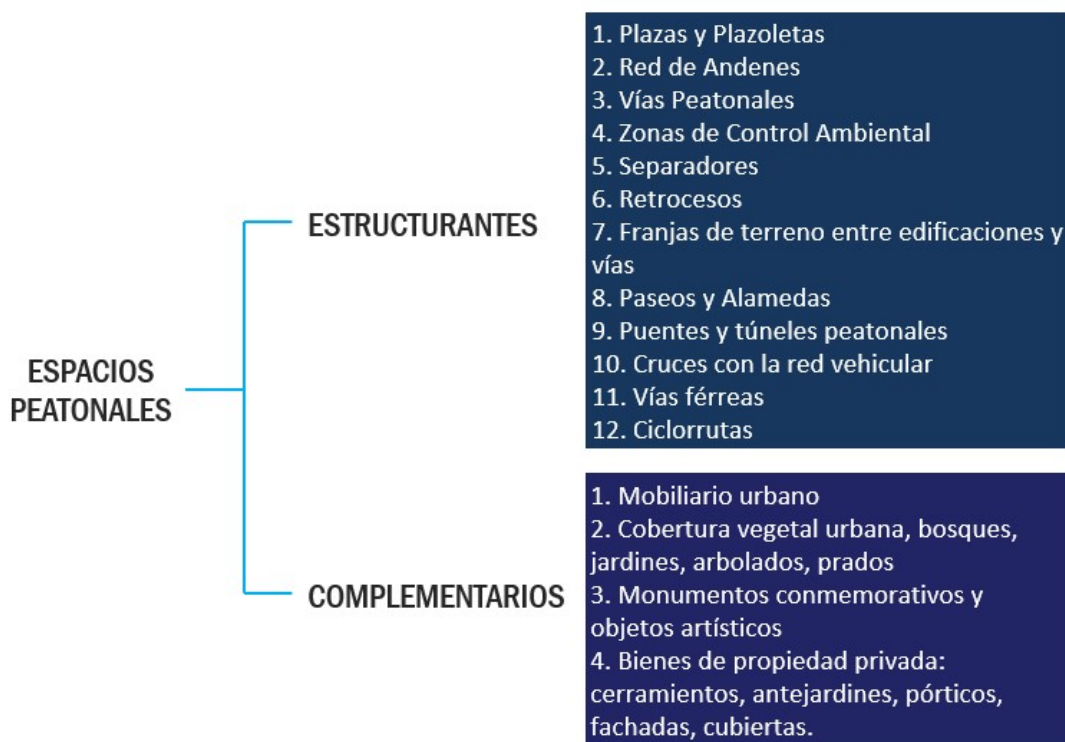 ESPACIOS
PEATONALES
ESTRUCTURANTES
1. Plazas y Plazoletas
2. Red de Andenes
3. Vías Peatonales
4. Zonas de Control Ambiental
5. Separadores
6. Retrocesos
7. Franjas de terreno entre edificaciones y
vías
8. Paseos y Alamedas
9. Puentes y túneles peatonales
10. Cruces con la red vehicular
11. Vías férreas
12. Ciclorrutas
COMPLEMENTARIOS
1. Mobiliario urbano
2. Cobertura vegetal urbana, bosques,
jardines, arbolados, prados
3. Monumentos conmemorativos y
objetos artísticos
4. Bienes de propiedad privada:
cerramientos, antejardines, pórticos,
fachadas, cubiertas.